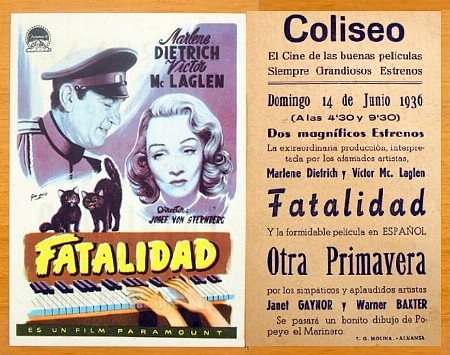 Marlene
DIETRICH
Victor
Mc LAGLEN
Director:
JOSEF VON STERNBERG
FATALIDAD
ES UN FILM PARAMOUNT
Coliseo
El Cine de las buenas películas
Siempre Grandiosos Estrenos
Domingo 14 de Junio 1936
(A las 4'30 y 9'30)
Dos magníficos Estrenos
La extraordinaria producción, interpre-
tada por los afamados artistas,
Marlene Dietrich y Víctor Mc. Laglen
Fatalidad
Y la formidable película en ESPAÑOL
Otra Primavera
por los simpáticos y aplaudidos artistas
Janet GAYNOR y Warner BAXTER
Se pasará un bonito dibujo de Po-
peye el Marinero.
T. G. MOLINA.-ALMANSA